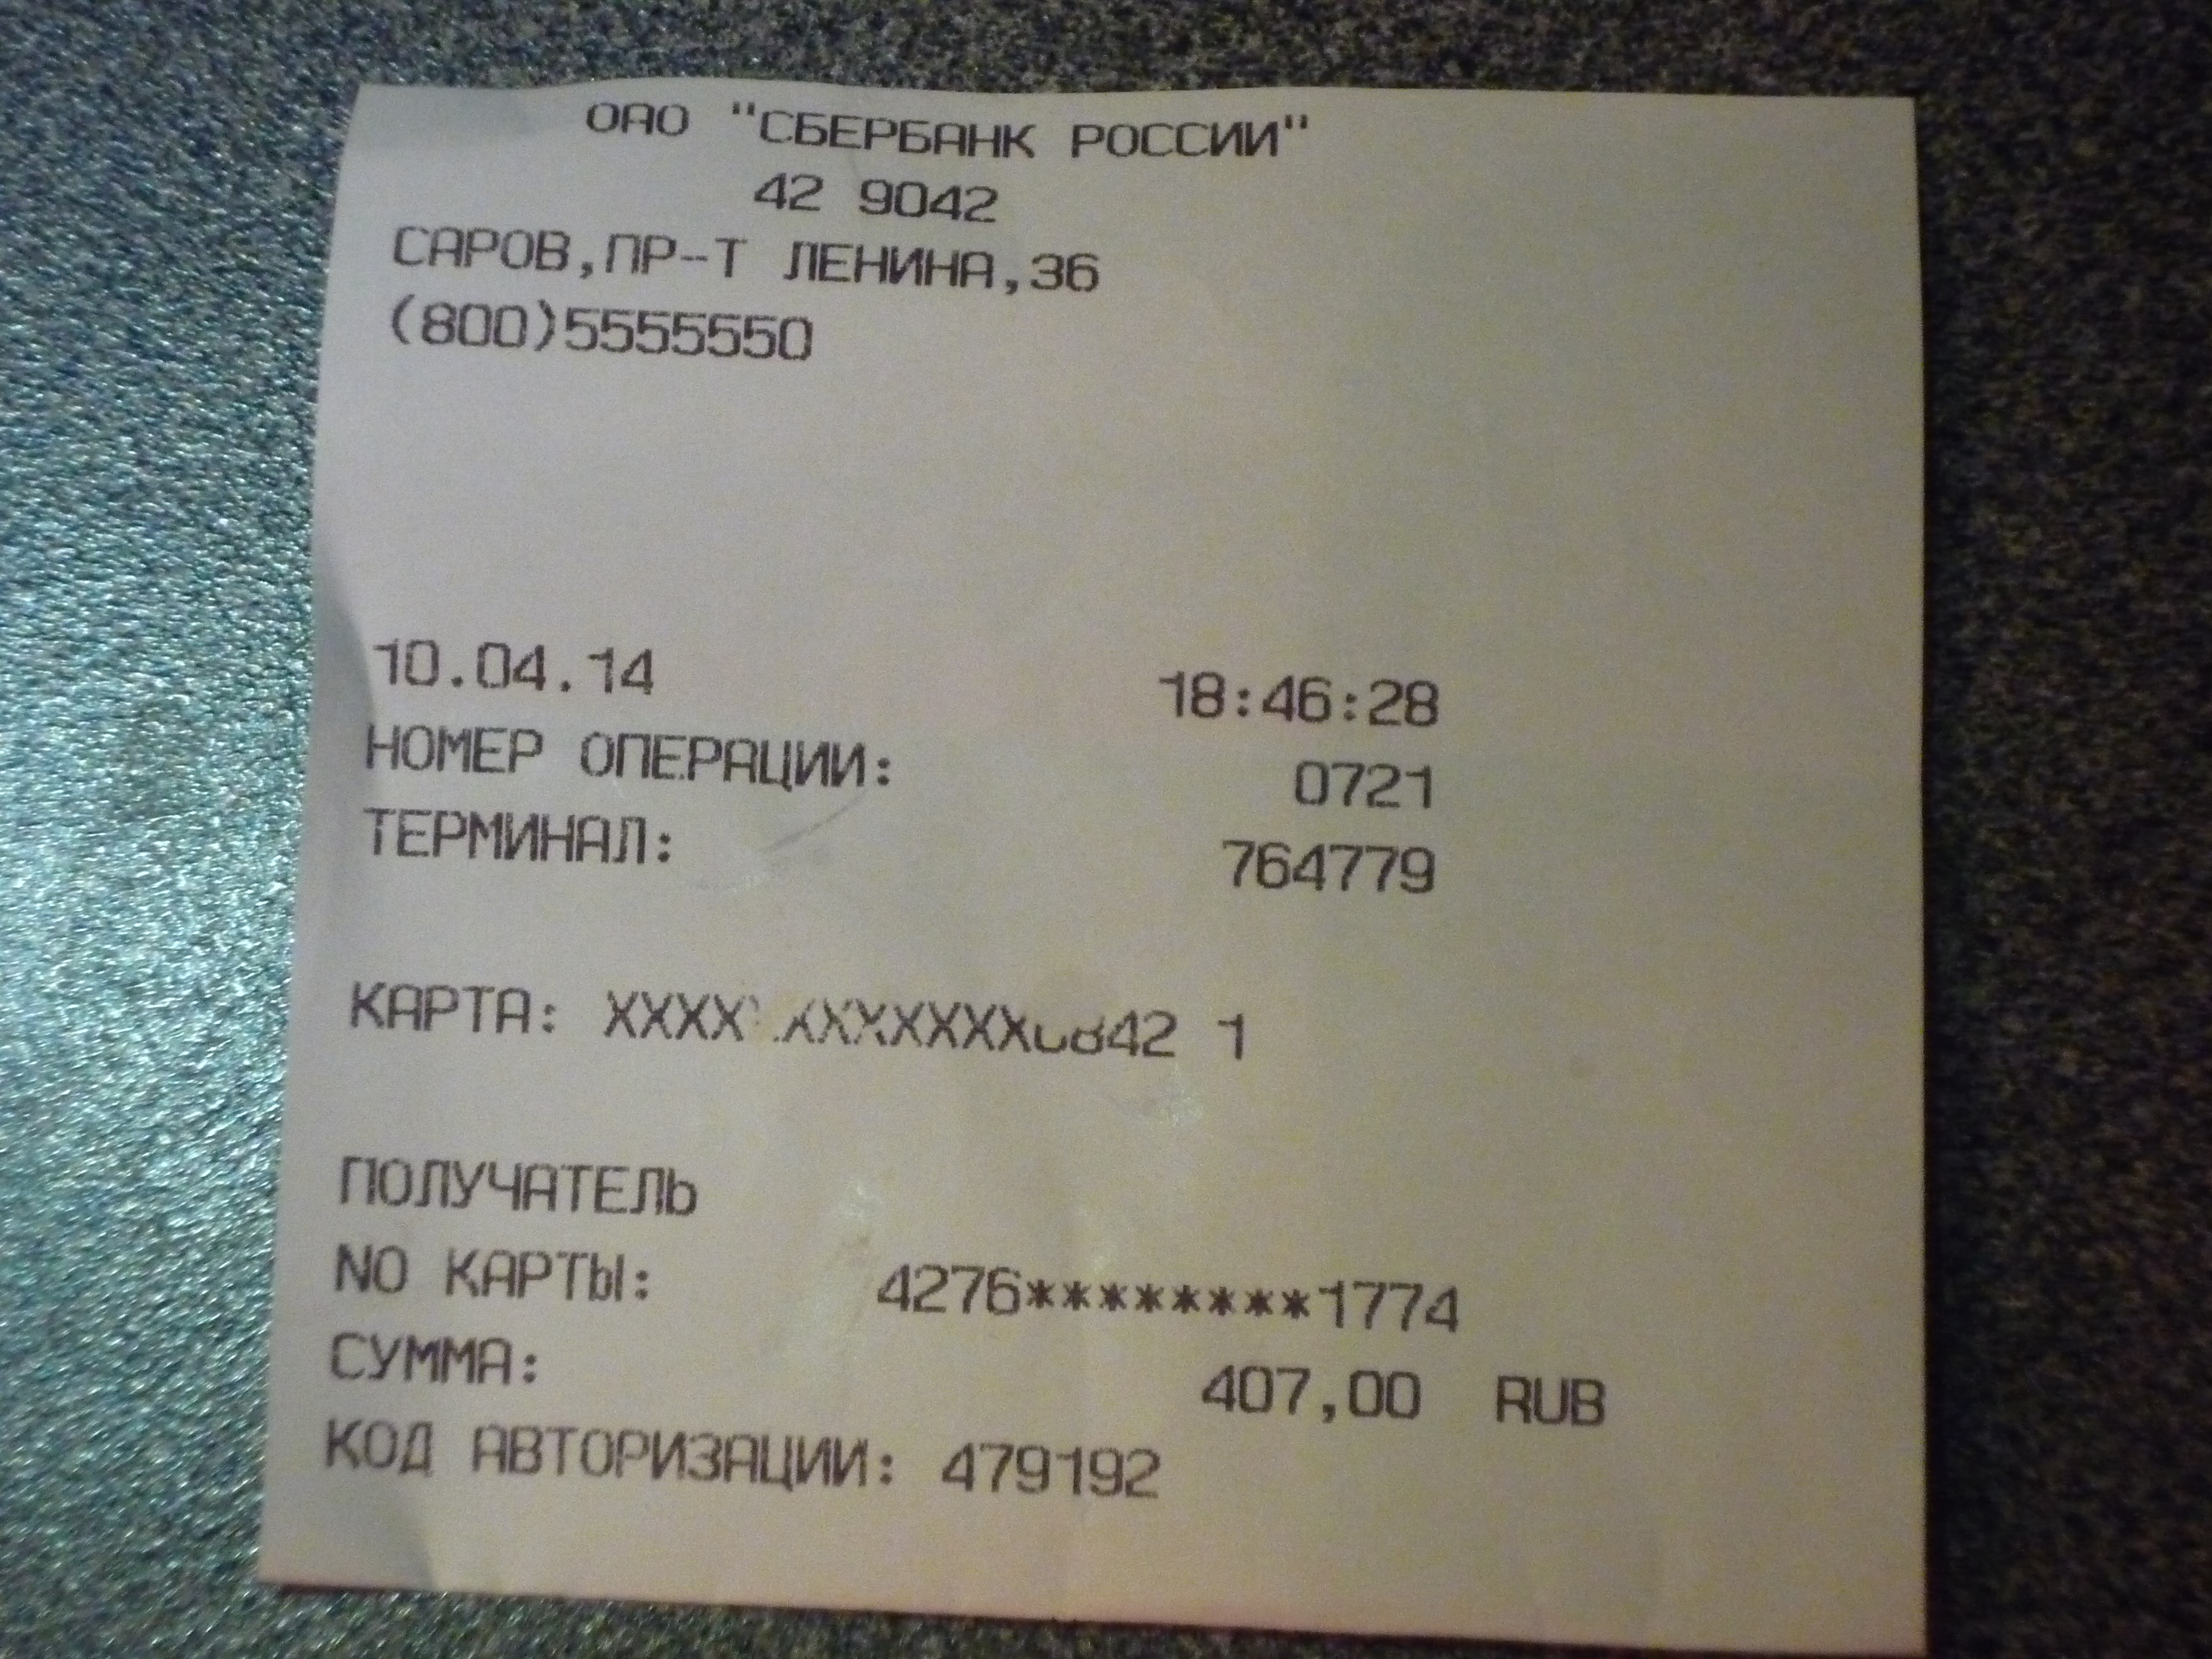 ОАО "СБЕРБАНК РОССИИ"
42 9042
САРОВ,ПР-Т ЛЕНИНА,36
(800)5555550
10.04.14 18:46:28
НОМЕР ОПЕРАЦИИ: 0721
ТЕРМИНАЛ: 764779
КАРТА: 1
ПОЛУЧАТЕЛЬ
NO КАРТЫ: 4276********1774
СУММА: 407,00 RUB
КОД АВТОРИЗАЦИИ: 479192